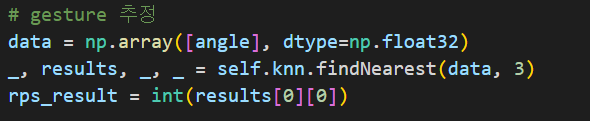 # gesture 추정
data = np.array([angle], dtype=np.float32)
_, results, _, _ = self.knn.findNearest(data, 3)
rps_result = int(results[0][0])